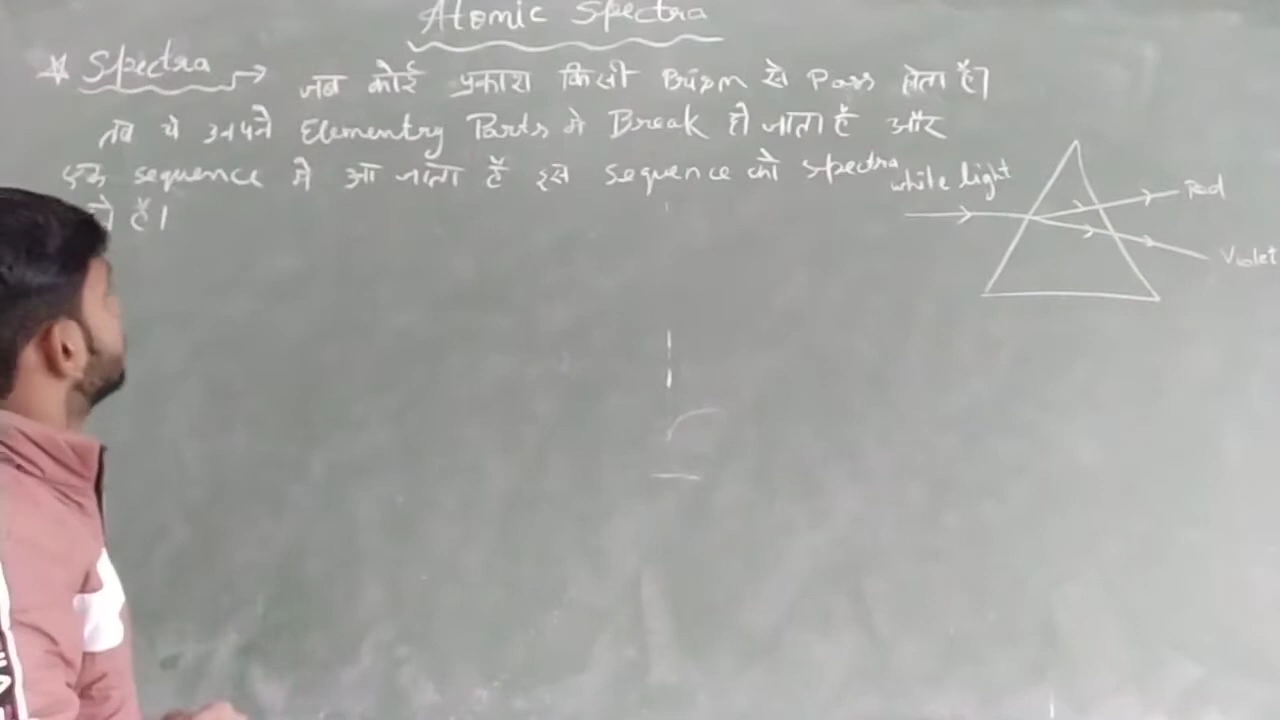 Atomic Spectra
* Spectra → जब कोई प्रकाश किसी Prism से Pass होता है।
तब ये अपने Elementry Parts मे Break हो जाता है और
एक sequence मे आ जाता है इस sequence को spectra
है।
white light
Red
Violet